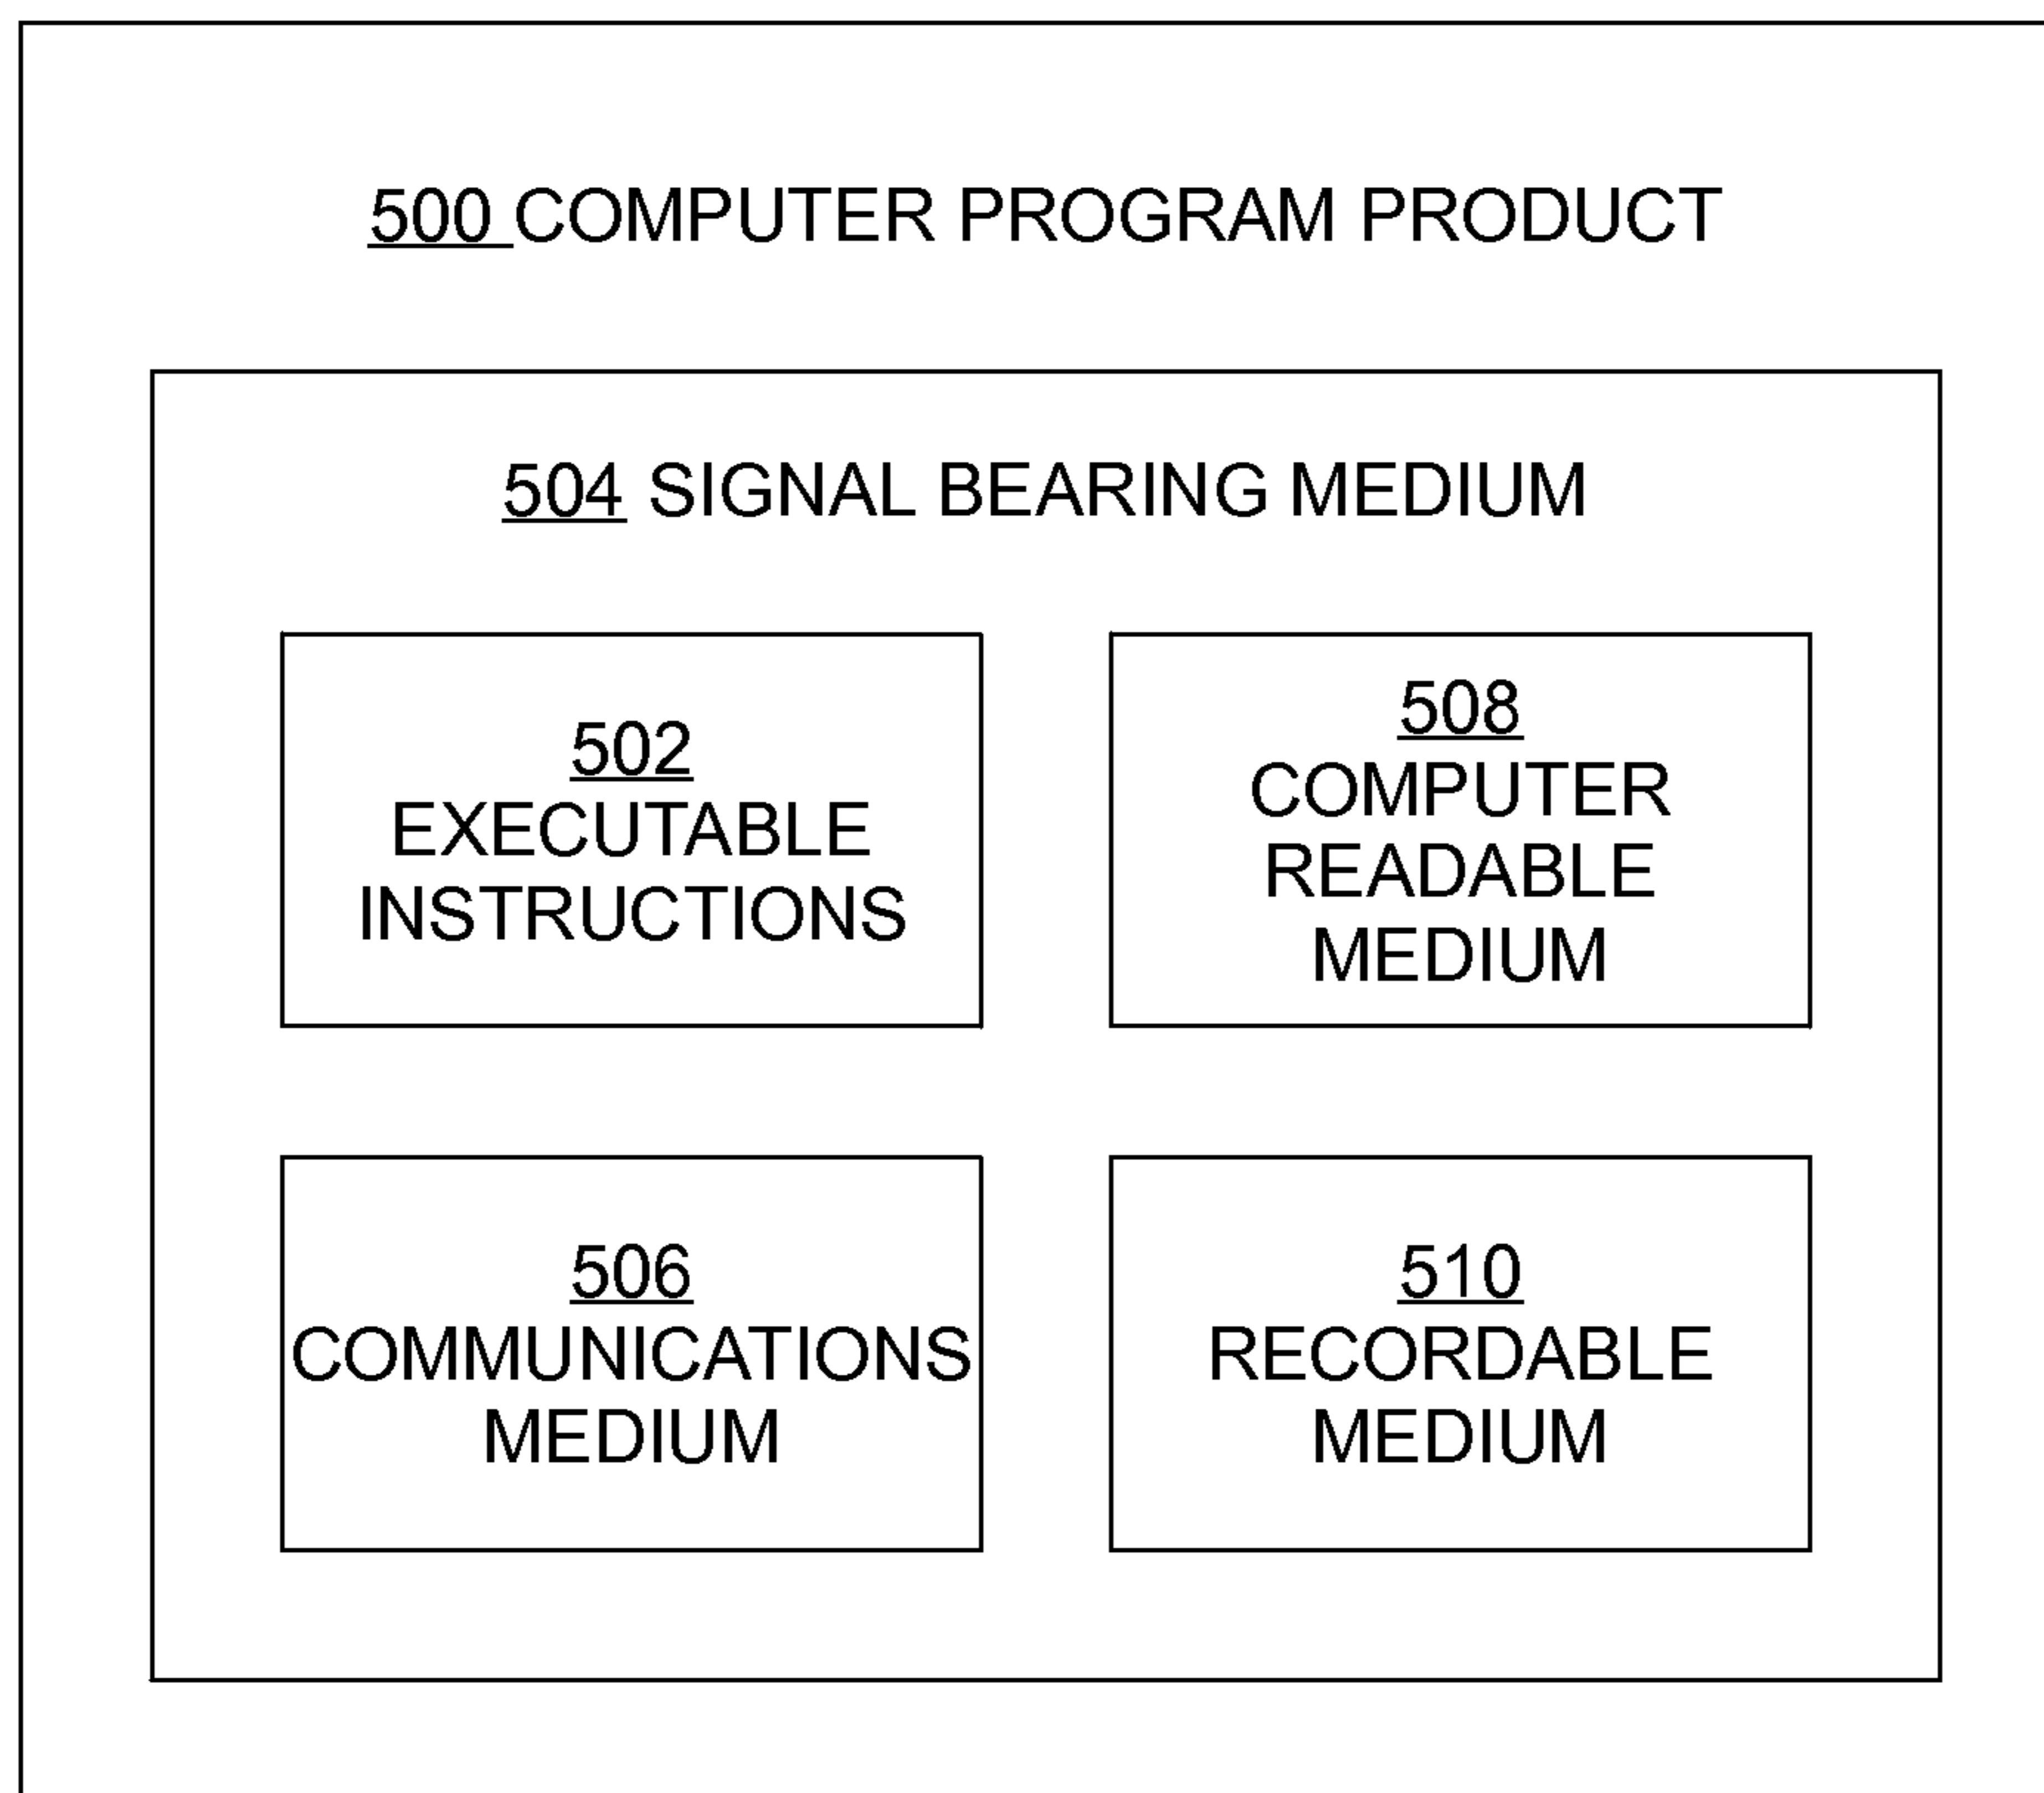 500 COMPUTER PROGRAM PRODUCT
504 SIGNAL BEARING MEDIUM
502
EXECUTABLE
INSTRUCTIONS
508
COMPUTER
READABLE
MEDIUM
506
COMMUNICATIONS
MEDIUM
510
RECORDABLE
MEDIUM